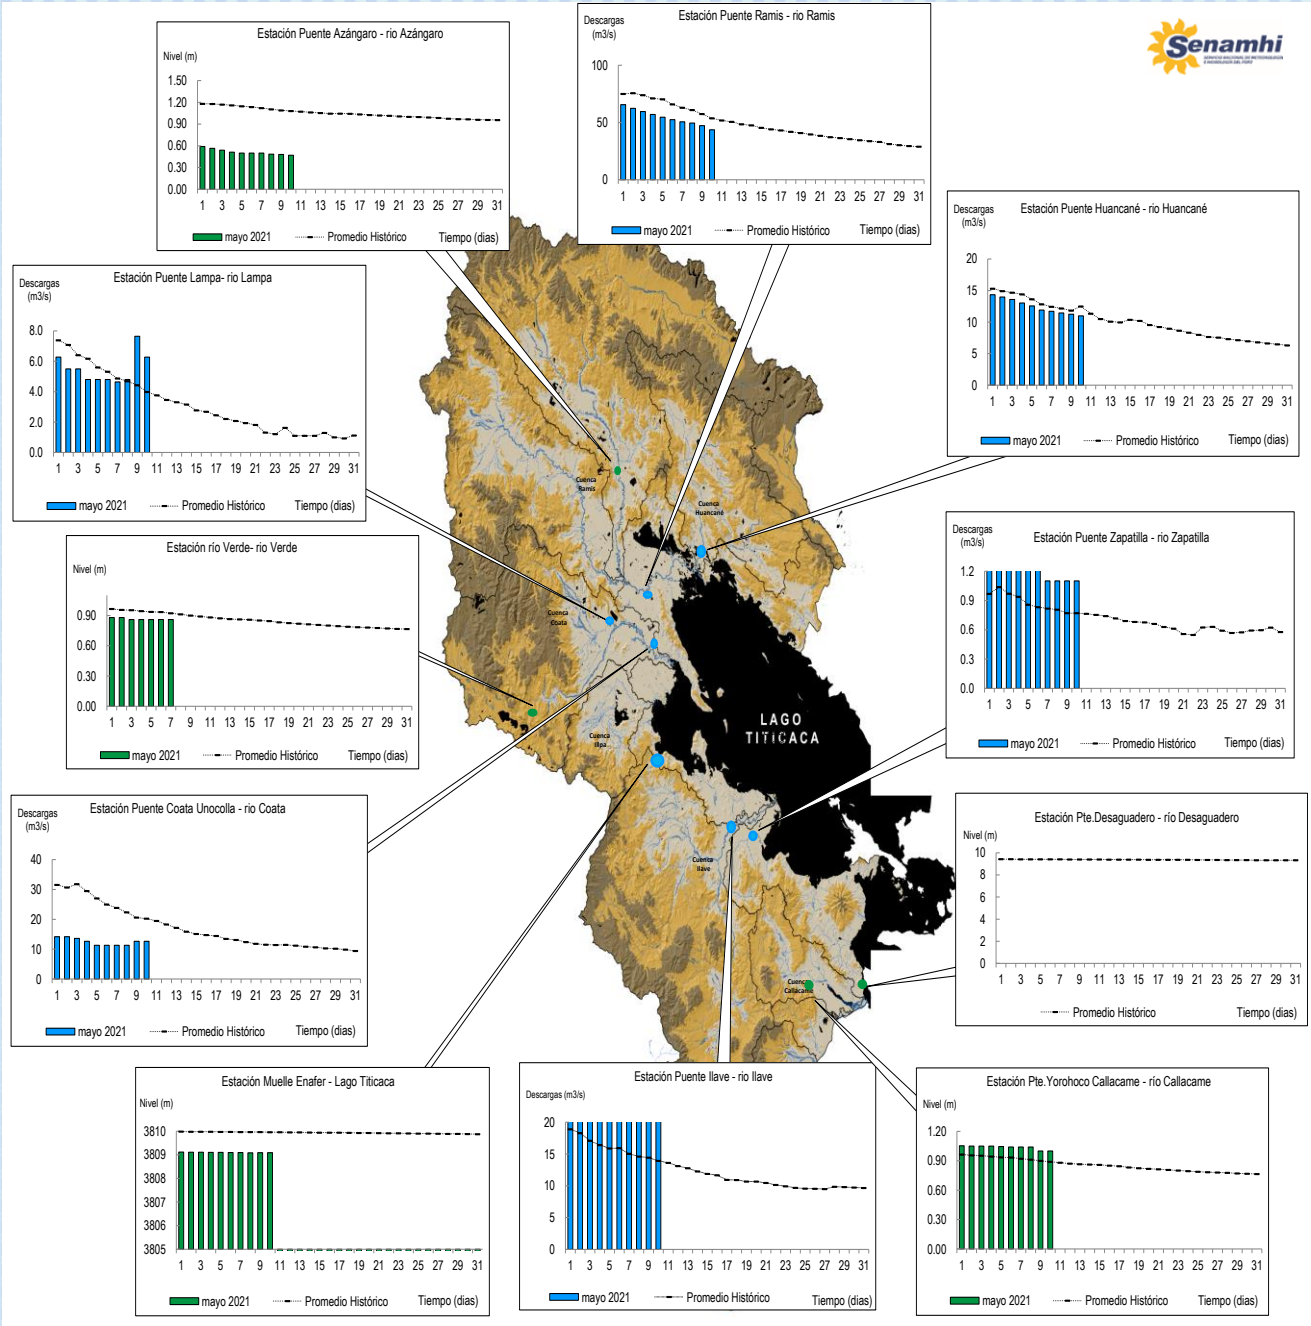 Estación Puente Azángaro - rio Azángaro
Nivel (m)
1.50
1.20
0.90
0.60
0.30
0.00
1 3 5 7 9 11 13 15 17 19 21 23 25 27 29 31
mayo 2021 Promedio Histórico Tiempo (dias)
Estación Puente Ramis - rio Ramis
Descargas
(m3/s)
100
50
0
1 3 5 7 9 11 13 15 17 19 21 23 25 27 29 31
mayo 2021 Promedio Histórico Tiempo (dias)
Senamhi
SERVICIO NACIONAL DE METEOROLOGÍA
E HIDROLOGÍA DEL PERÚ
Estación Puente Huancané - rio Huancané
Descargas
(m3/s)
20
15
10
5
0
1 3 5 7 9 11 13 15 17 19 21 23 25 27 29 31
mayo 2021 Promedio Histórico Tiempo (dias)
Estación Puente Lampa- rio Lampa
Descargas
(m3/s)
8.0
6.0
4.0
2.0
0.0
1 3 5 7 9 11 13 15 17 19 21 23 25 27 29 31
mayo 2021 Promedio Histórico Tiempo (dias)
Cuenca
Ramis
Cuenca
Huancané
Estación río Verde- rio Verde
Nivel (m)
0.90
0.60
0.30
0.00
1 3 5 7 9 11 13 15 17 19 21 23 25 27 29 31
mayo 2021 Promedio Histórico Tiempo (dias)
Cuenca
Coata
Estación Puente Zapatilla - rio Zapatilla
Descargas
(m3/s)
1.2
0.9
0.6
0.3
0.0
1 3 5 7 9 11 13 15 17 19 21 23 25 27 29 31
mayo 2021 Promedio Histórico Tiempo (dias)
LAGO
TITICACA
Cuenca
Illpa
Estación Puente Coata Unocolla - rio Coata
Descargas
(m3/s)
40
30
20
10
0
1 3 5 7 9 11 13 15 17 19 21 23 25 27 29 31
mayo 2021 Promedio Histórico Tiempo (dias)
Cuenca
Ilave
Estación Pte.Desaguadero - río Desaguadero
Nivel (m)
10
8
6
4
2
0
1 3 5 7 9 11 13 15 17 19 21 23 25 27 29 31
Promedio Histórico Tiempo (dias)
Cuenca
Callacame
Estación Muelle Enafer - Lago Titicaca
Nivel (m)
3810
3809
3808
3807
3806
3805
1 3 5 7 9 11 13 15 17 19 21 23 25 27 29 31
mayo 2021 Promedio Histórico Tiempo (dias)
Estación Puente Ilave - rio Ilave
Descargas (m3/s)
20
15
10
5
0
1 3 5 7 9 11 13 15 17 19 21 23 25 27 29 31
mayo 2021 Promedio Histórico Tiempo (dias)
Estación Pte.Yorohoco Callacame - río Callacame
Nivel (m)
1.20
0.90
0.60
0.30
0.00
1 3 5 7 9 11 13 15 17 19 21 23 25 27 29 31
mayo 2021 Promedio Histórico Tiempo (dias)